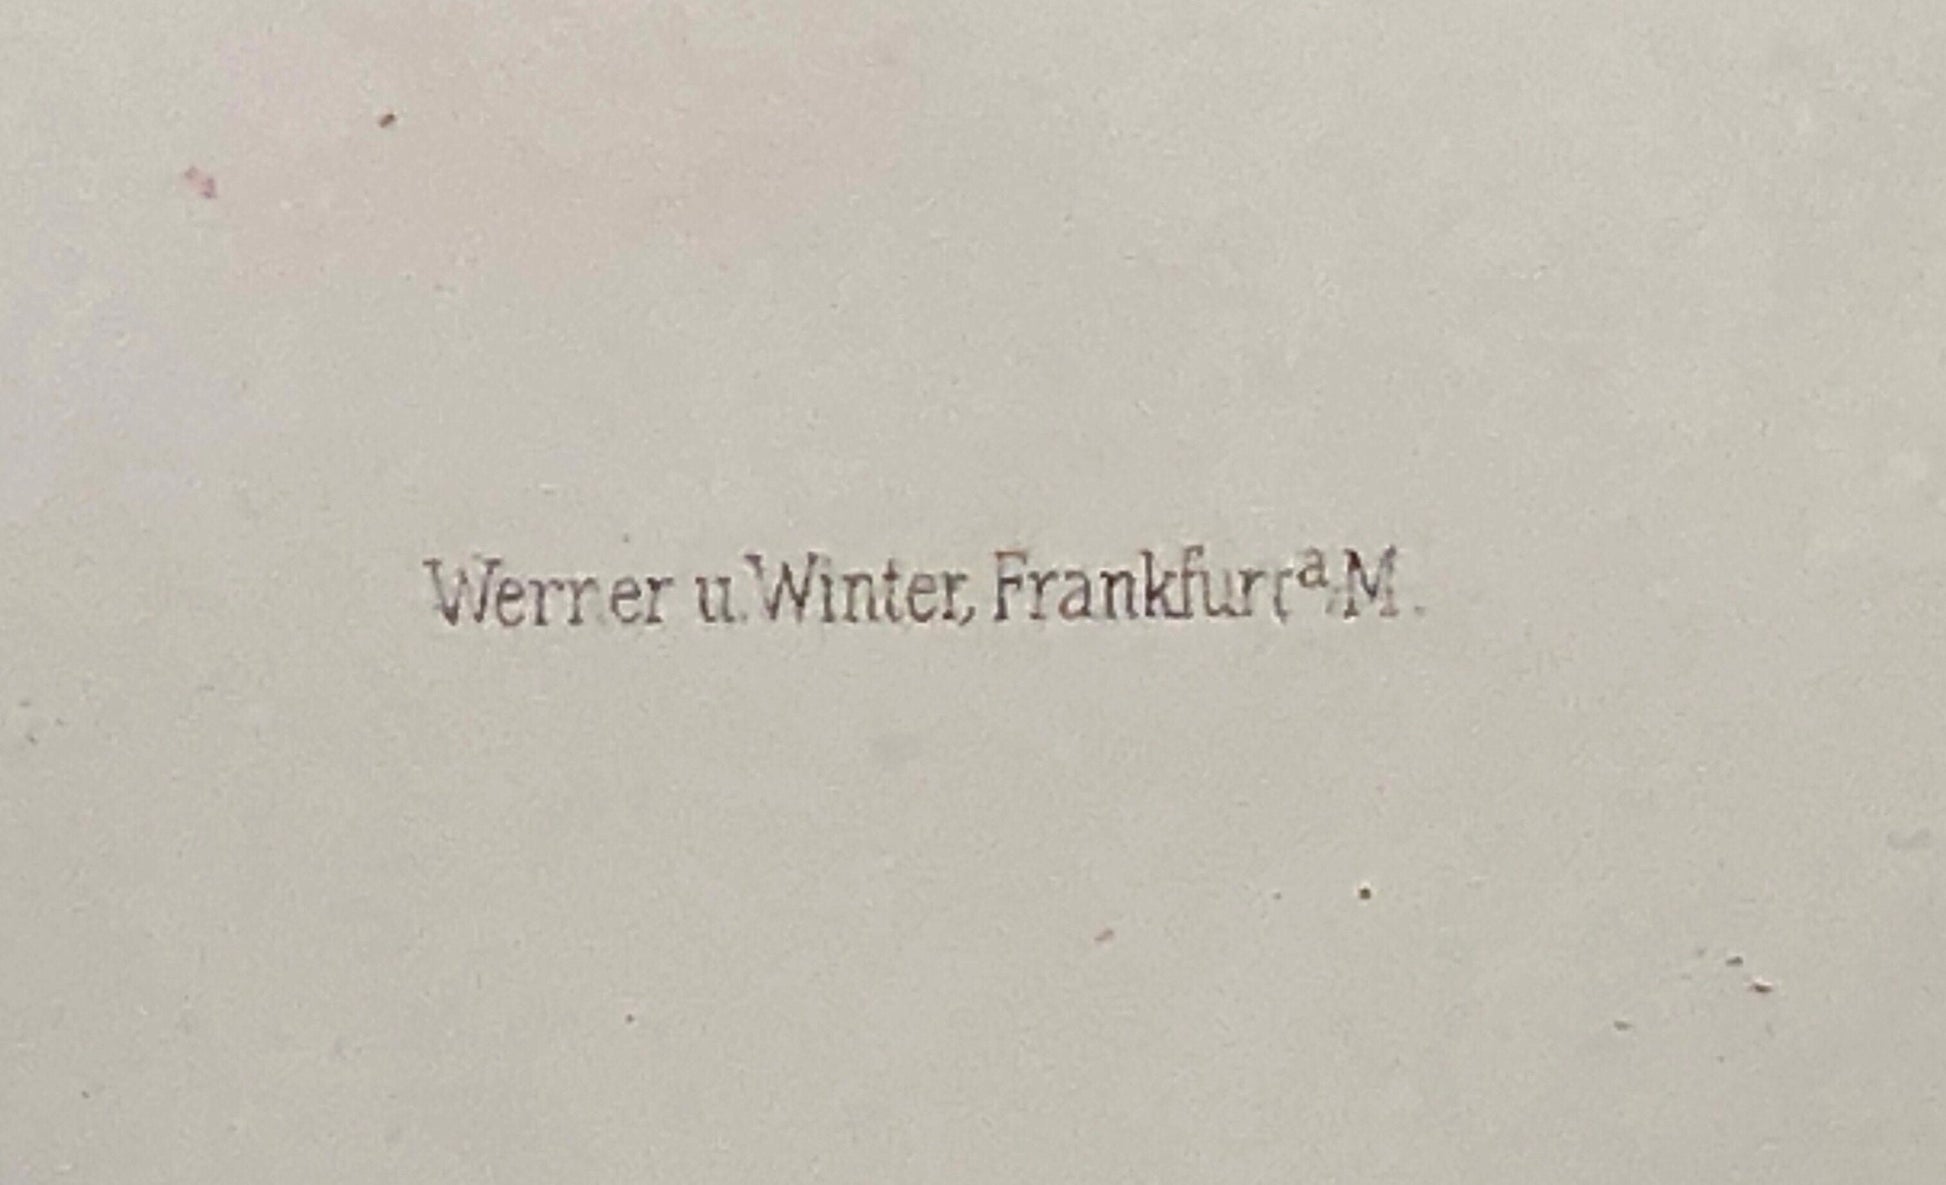 Werner u. Winter, Frankfurt a. M.